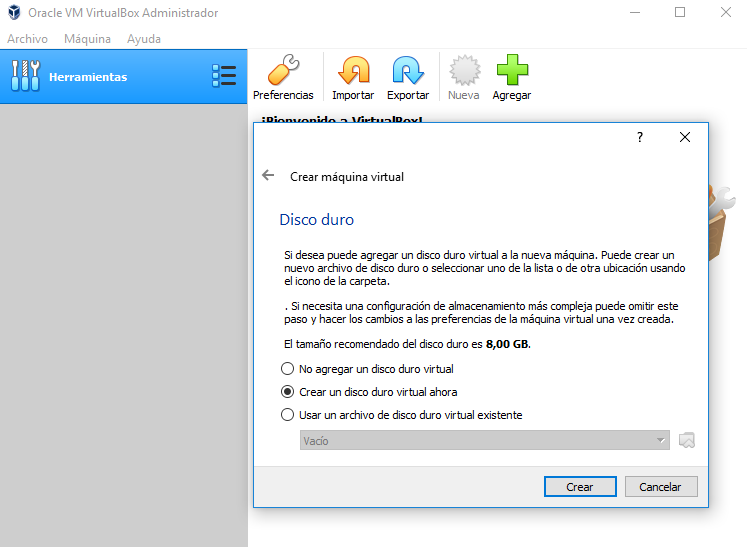 Oracle VM VirtualBox Administrador
Archivo Máquina Ayuda
Herramientas
Preferencias Importar Exportar Nueva Agregar
¡Bienvenido a VirtualBox!
?
Crear máquina virtual
Disco duro
Si desea puede agregar un disco duro virtual a la nueva máquina. Puede crear un
nuevo archivo de disco duro o seleccionar uno de la lista o de otra ubicación usando
el icono de la carpeta.
. Si necesita una configuración de almacenamiento más compleja puede omitir este
paso y hacer los cambios a las preferencias de la máquina virtual una vez creada.
El tamaño recomendado del disco duro es 8,00 GB.
No agregar un disco duro virtual
Crear un disco duro virtual ahora
Usar un archivo de disco duro virtual existente
Vacío
Crear Cancelar